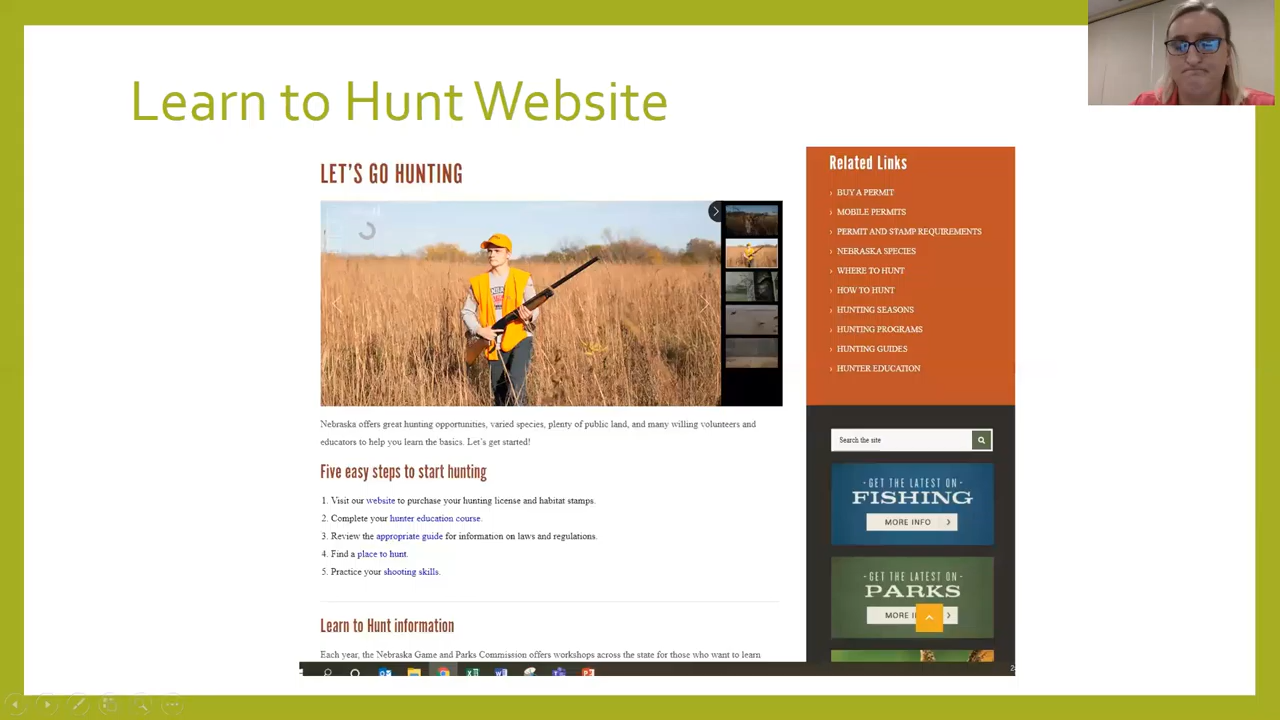 Learn to Hunt Website
LET'S GO HUNTING
Nebraska offers great hunting opportunities, varied species, plenty of public land, and many willing volunteers and
educators to help you learn the basics. Let's get started!
Five easy steps to start hunting
1. Visit our website to purchase your hunting license and habitat stamps.
2. Complete your hunter education course.
3. Review the appropriate guide for information on laws and regulations.
4. Find a place to hunt.
5. Practice your shooting skills.
Learn to Hunt information
Each year, the Nebraska Game and Parks Commission offers workshops across the state for those who want to learn
Related Links
› BUY A PERMIT
› MOBILE PERMITS
› PERMIT AND STAMP REQUIREMENTS
› NEBRASKA SPECIES
› WHERE TO HUNT
› HOW TO HUNT
› HUNTING SEASONS
› HUNTING PROGRAMS
› HUNTING GUIDES
› HUNTER EDUCATION
Search the site
- GET THE LATEST ON -
FISHING
MORE INFO
- GET THE LATEST ON -
PARKS
MORE